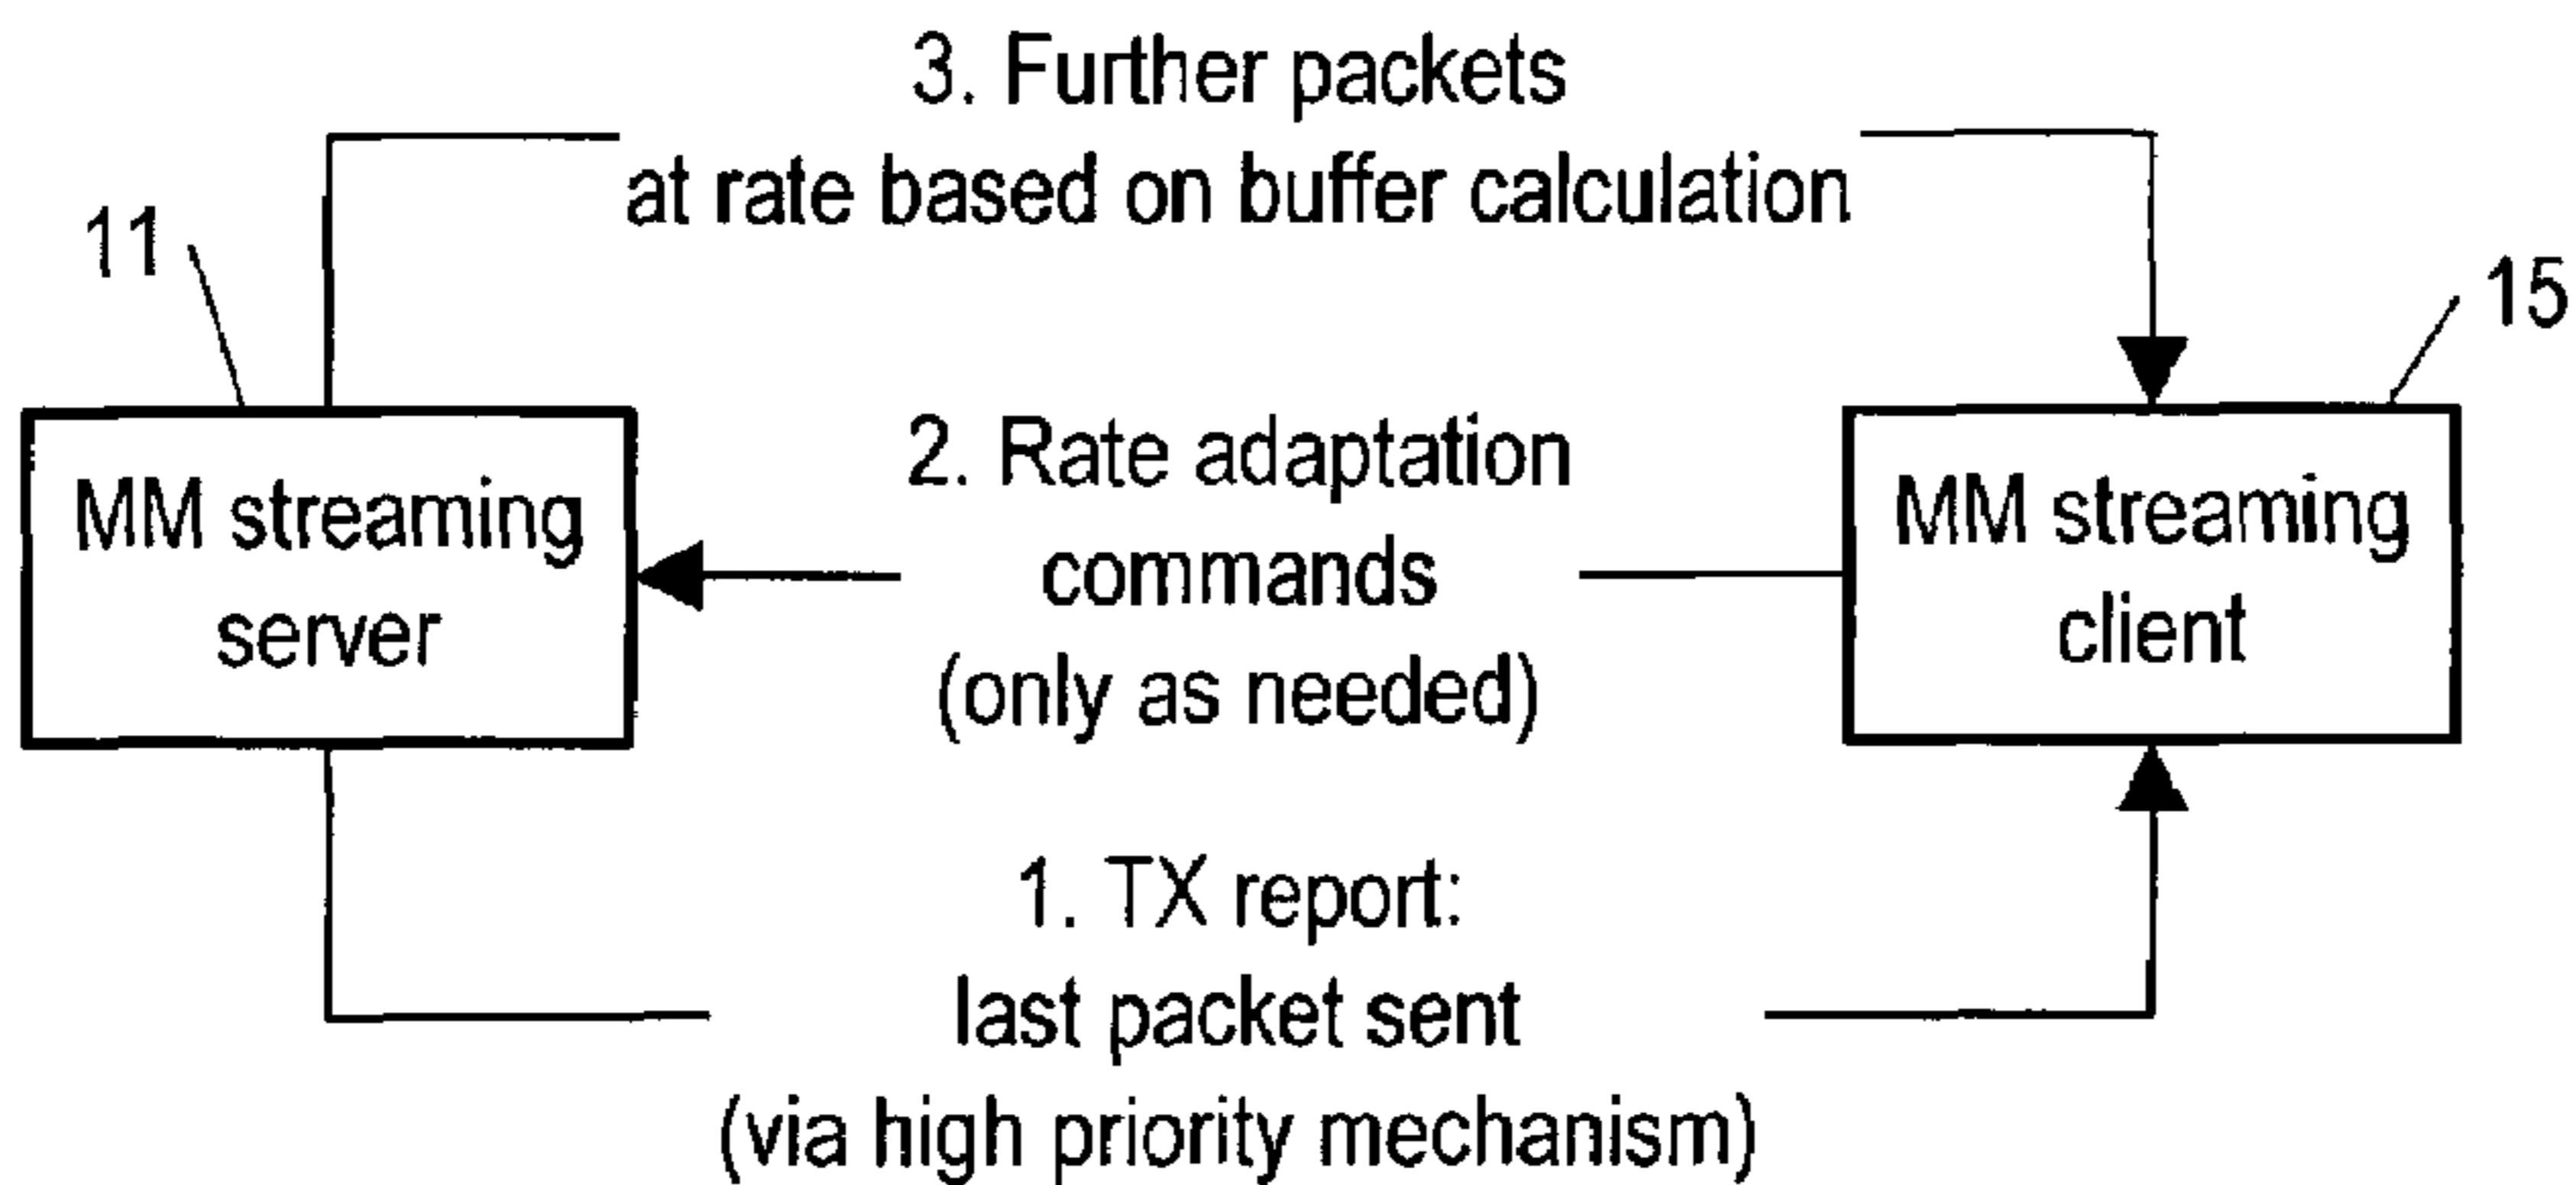 3. Further packets
at rate based on buffer calculation
11
15
MM streaming
server
2. Rate adaptation
commands
(only as needed)
MM streaming
client
1. TX report:
last packet sent
(via high priority mechanism)